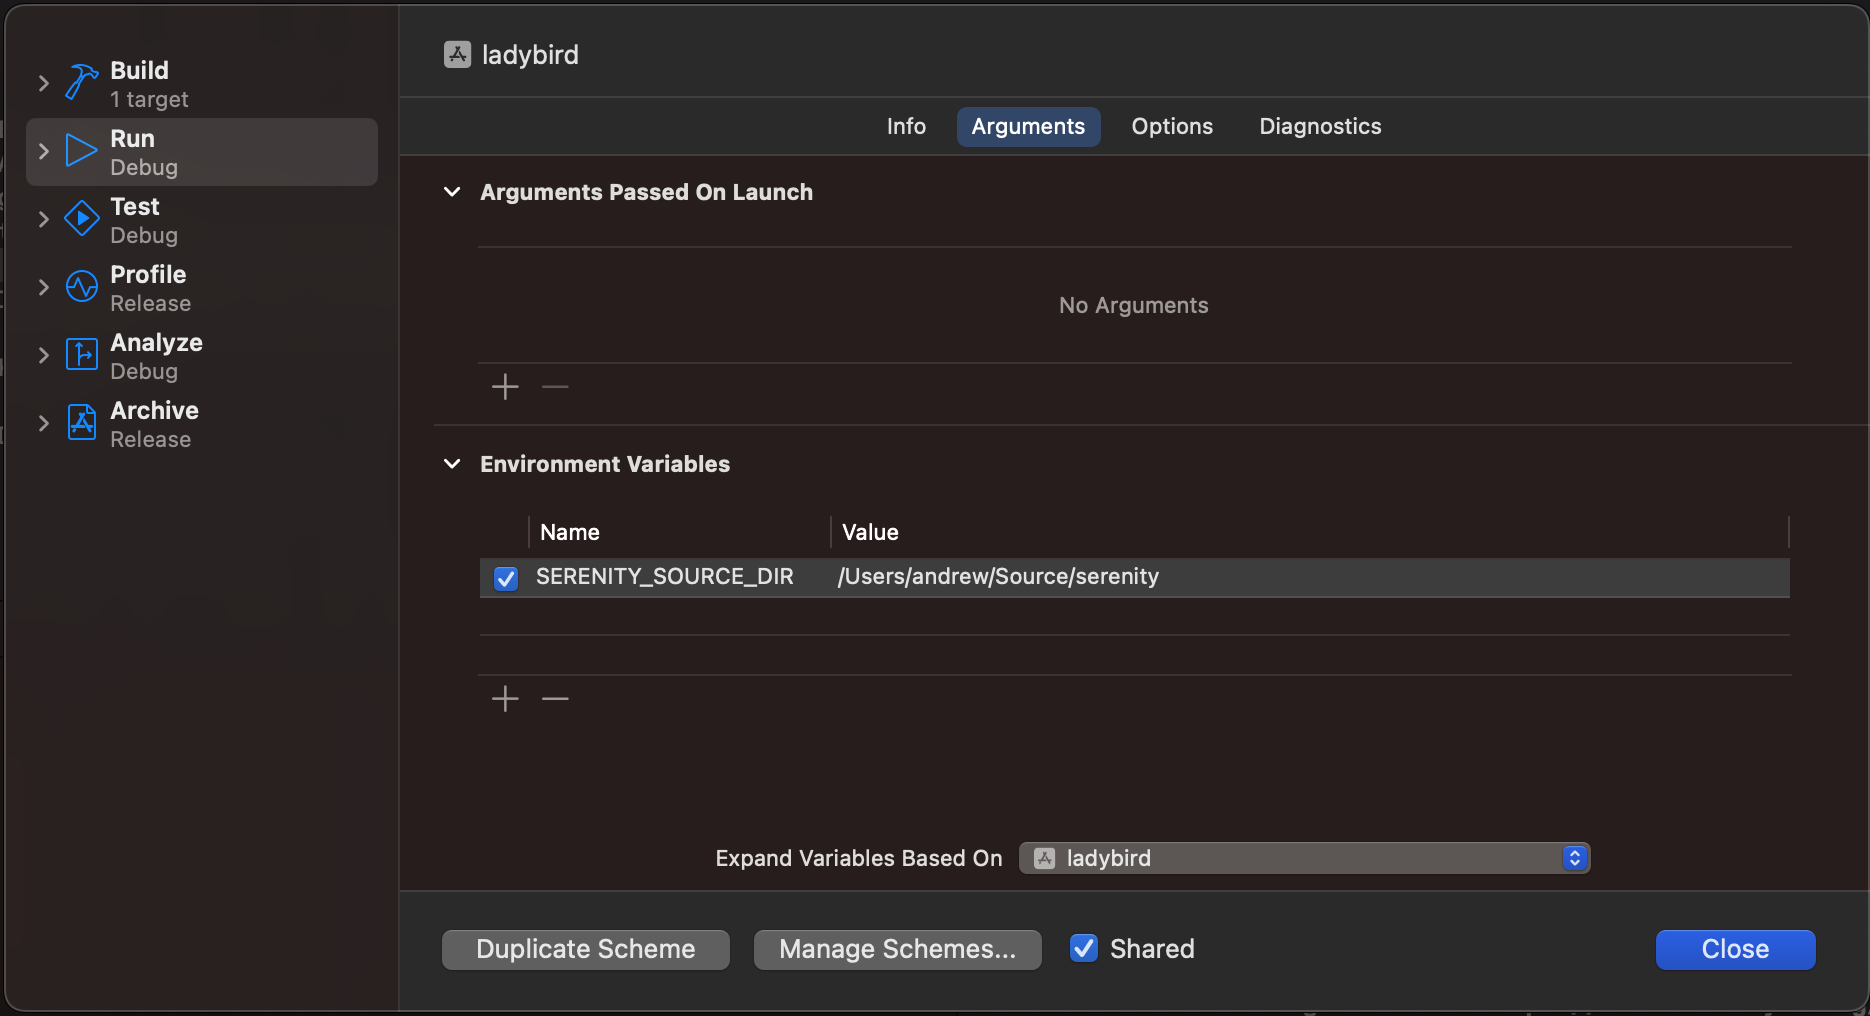 Build
1 target
Run
Debug
Test
Debug
Profile
Release
Analyze
Debug
Archive
Release
ladybird
Info Arguments Options Diagnostics
Arguments Passed On Launch
No Arguments
Environment Variables
Name Value
SERENITY_SOURCE_DIR /Users/andrew/Source/serenity
Expand Variables Based On ladybird
Duplicate Scheme Manage Schemes... Shared Close